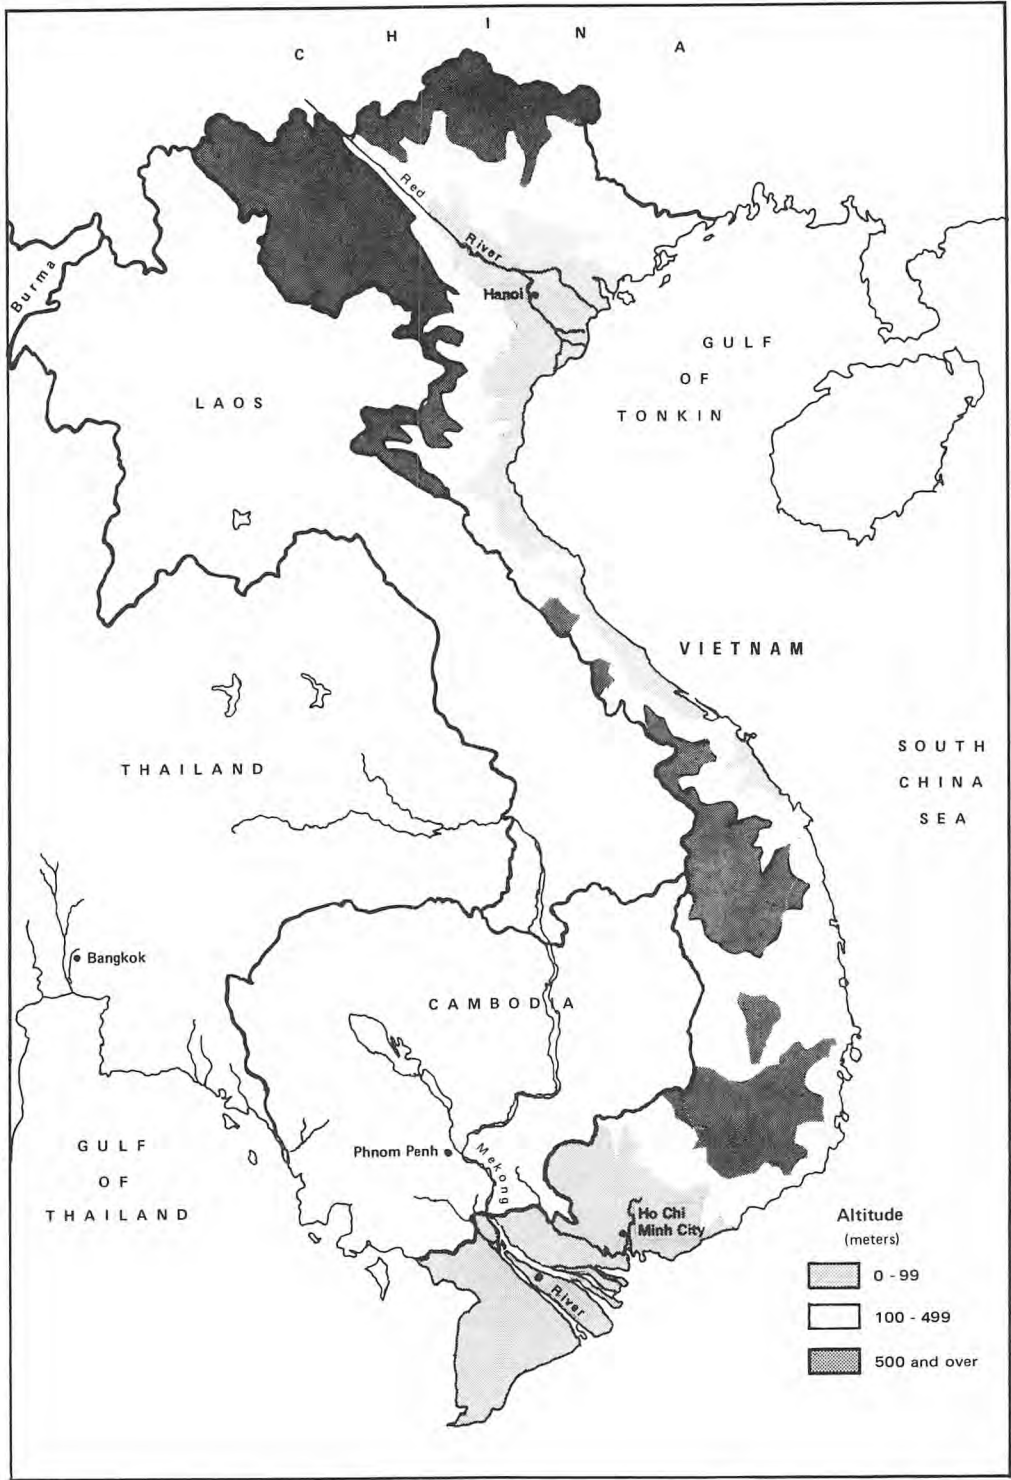 CHINA
Red
River
Burma
Hanoi
GULF
OF
TONKIN
LAOS
VIETNAM
THAILAND
SOUTH
CHINA
SEA
Bangkok
CAMBODIA
GULF
OF
THAILAND
Phnom Penh
Mekong
Ho Chi
Minh City
River
Altitude
(meters)
0 - 99
100 - 499
500 and over